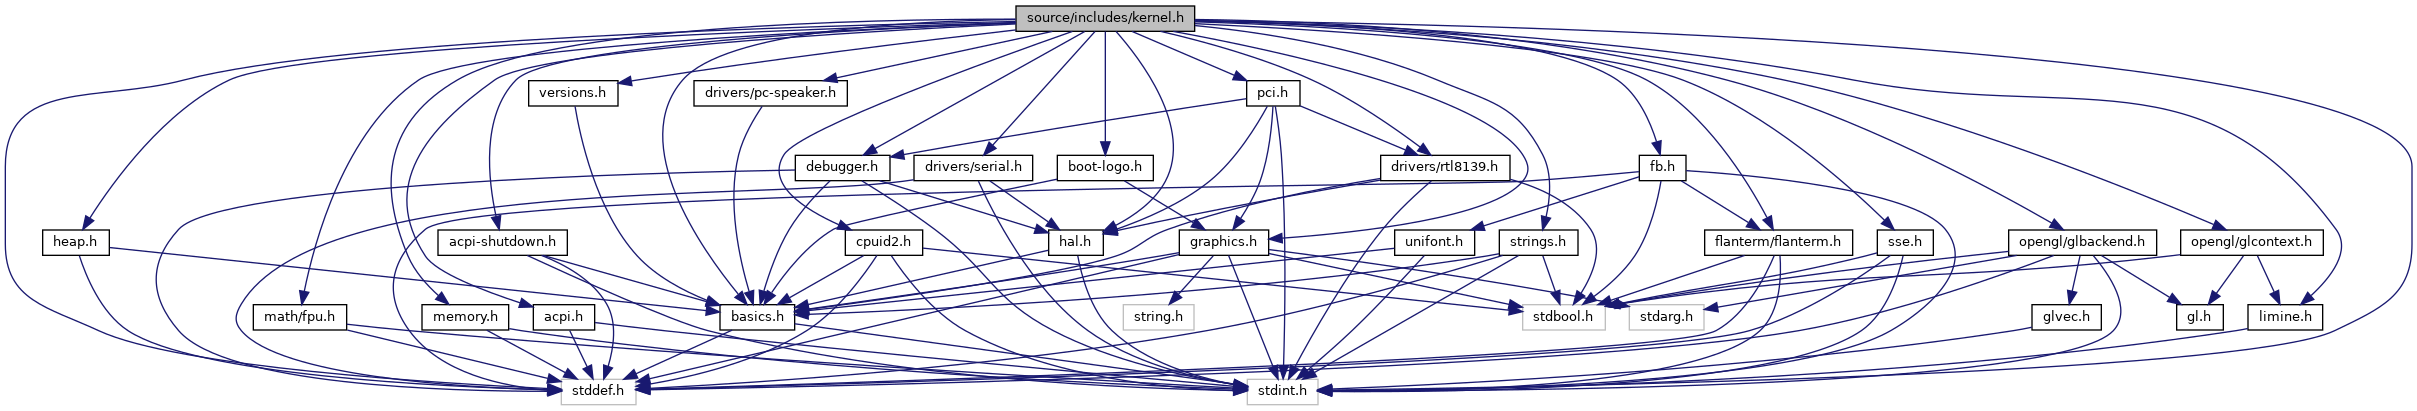 source/includes/kernel.h
versions.h
drivers/pc-speaker.h
pci.h
debugger.h
drivers/serial.h
boot-logo.h
drivers/rtl8139.h
fb.h
heap.h
acpi-shutdown.h
cpuid2.h
hal.h
graphics.h
unifont.h
strings.h
flanterm/flanterm.h
sse.h
opengl/glbackend.h
opengl/glcontext.h
math/fpu.h
memory.h
acpi.h
basics.h
string.h
stdbool.h
stdarg.h
glvec.h
gl.h
limine.h
stddef.h
stdint.h